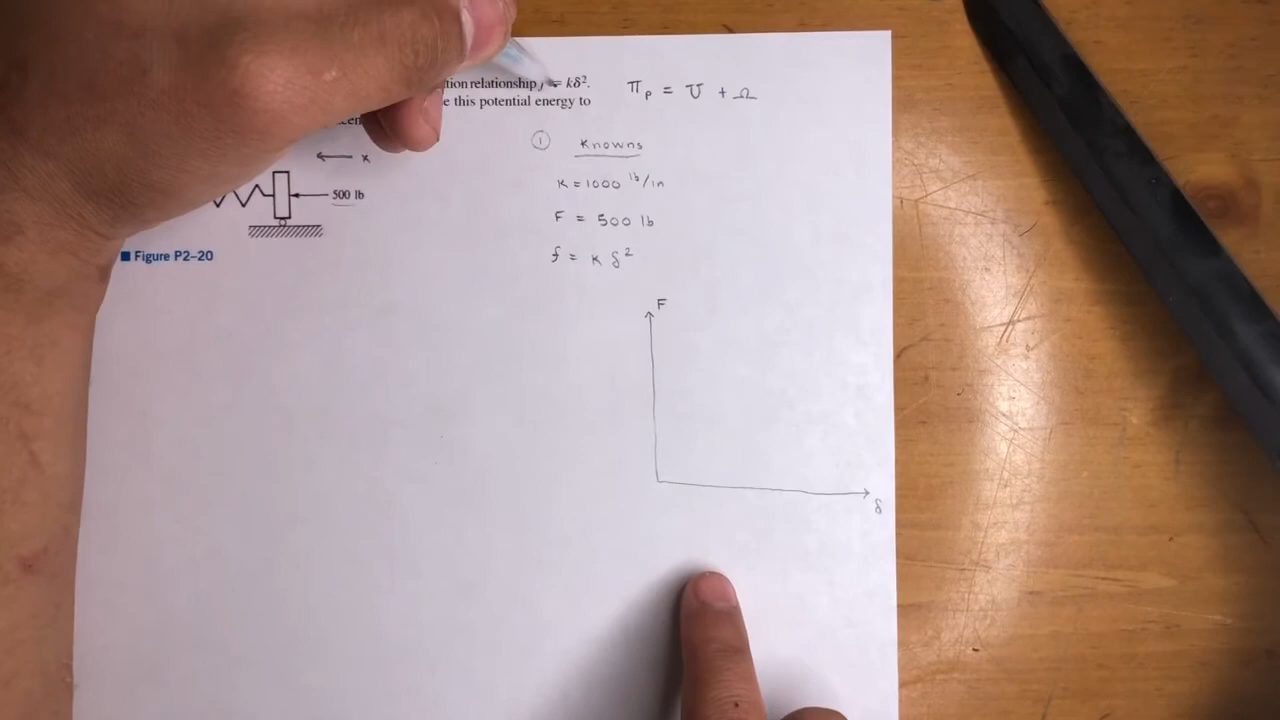 relationship = kδ².
this potential energy to
πp = U + Ω
① Knowns
K = 1000 lb/in
F = 500 lb
f = K δ²
x
500 lb
Figure P2–20
F
δ